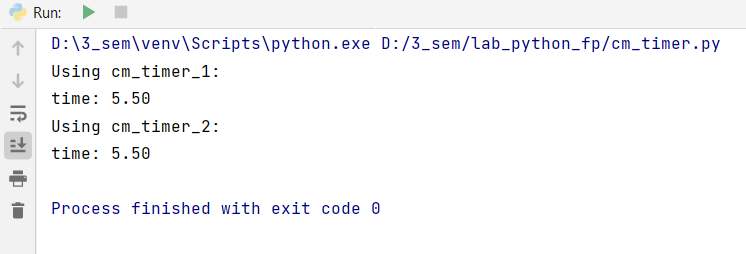 Run:
D:\3_sem\venv\Scripts\python.exe D:/3_sem/lab_python_fp/cm_timer.py
Using cm_timer_1:
time: 5.50
Using cm_timer_2:
time: 5.50
Process finished with exit code 0